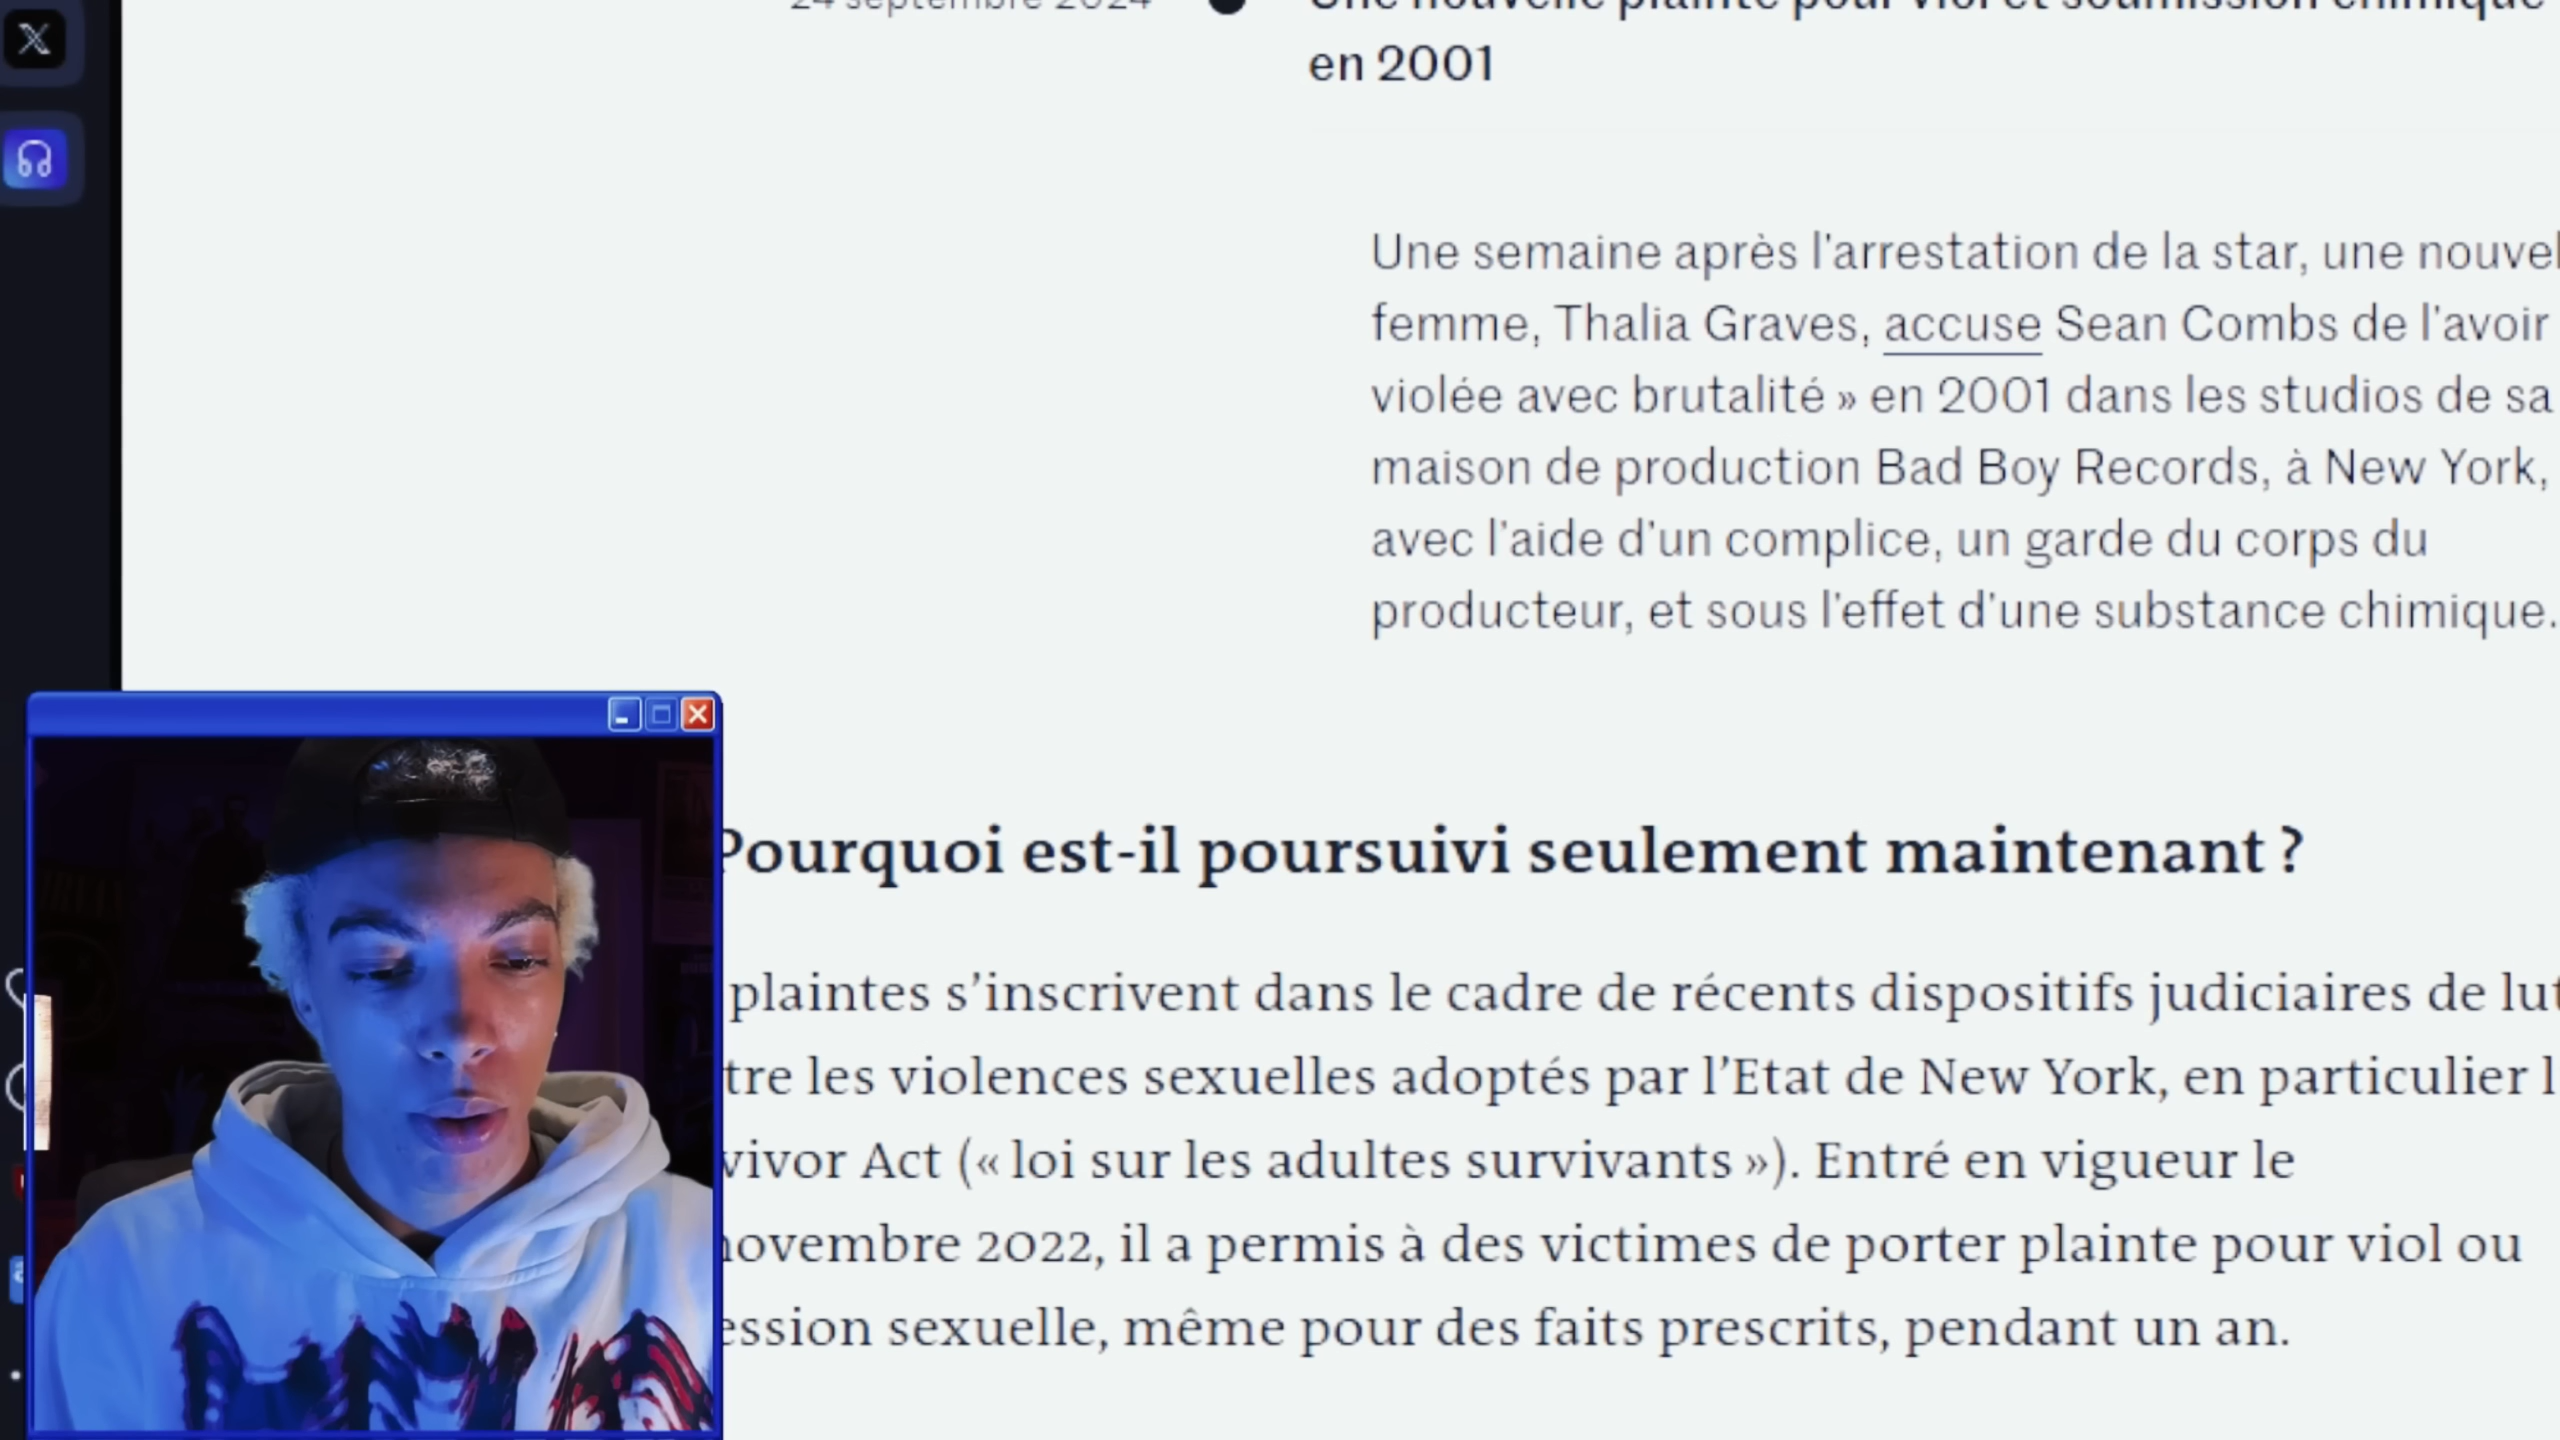 24 septembre 2024
Une nouvelle plainte pour viol et soumission chimique
en 2001
Une semaine après l'arrestation de la star, une
femme, Thalia Graves, accuse Sean Combs de l'avoir
violée avec brutalité » en 2001 dans les studios de sa
maison de production Bad Boy Records, à New York,
avec l'aide d'un complice, un garde du corps du
producteur, et sous l'effet d'une substance chimique.
Pourquoi est-il poursuivi seulement maintenant ?
plaintes s'inscrivent dans le cadre de récents dispositifs judiciaires de
les violences sexuelles adoptés par l'Etat de New York, en particulier
Act (« loi sur les adultes survivants »). Entré en vigueur le
novembre 2022, il a permis à des victimes de porter plainte pour viol ou
sexuelle, même pour des faits prescrits, pendant un an.